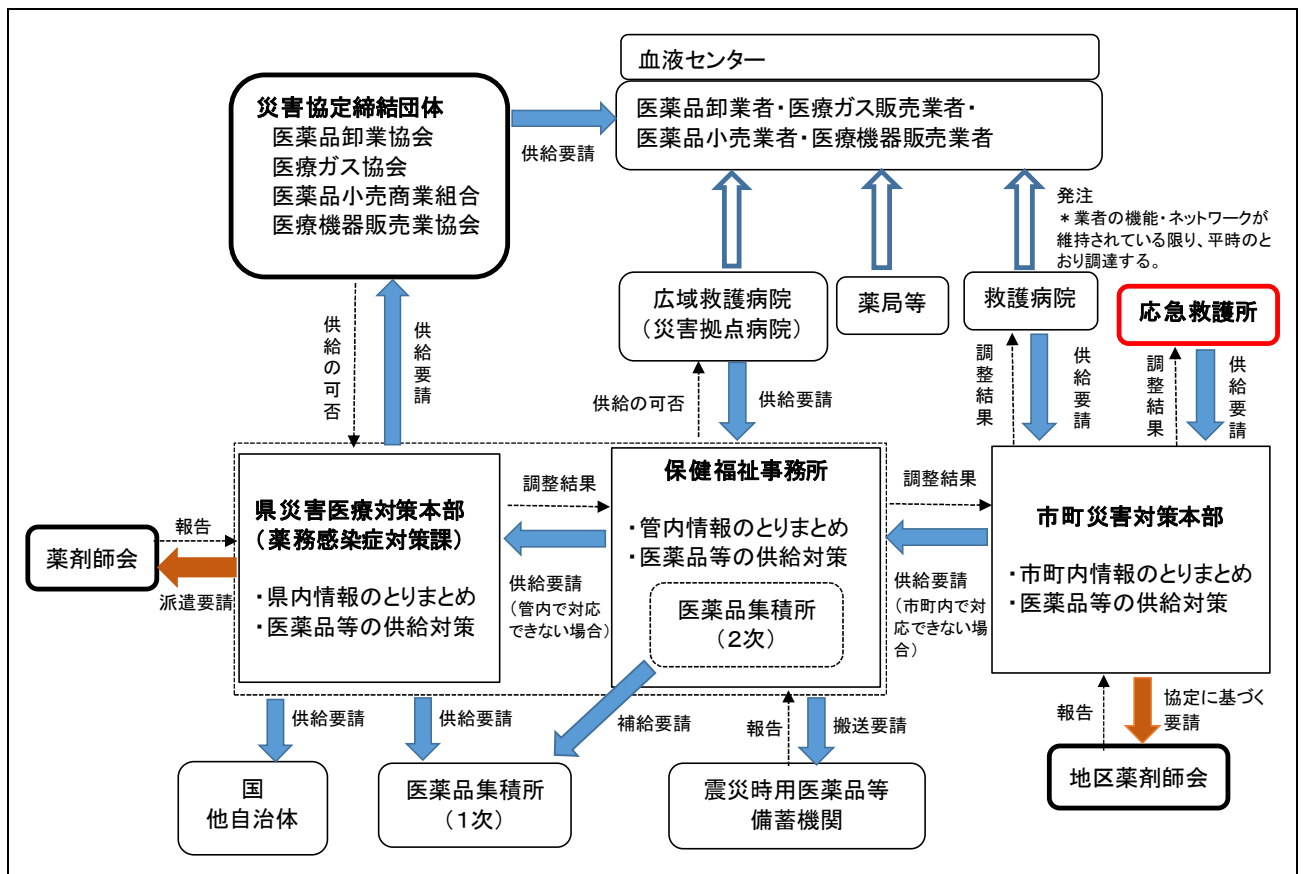 血液センター
災害協定締結団体
医薬品卸業協会
医療ガス協会
医薬品小売商業組合
医療機器販売業協会
供給要請
医薬品卸業者・医療ガス販売業者・
医薬品小売業者・医療機器販売業者
発注
＊業者の機能・ネットワークが
維持されている限り、平時のと
おり調達する。
広域救護病院
（災害拠点病院）
薬局等
救護病院
応急救護所
供給の可否
供給要請
供給の可否
供給要請
調整結果
供給要請
調整結果
供給要請
薬剤師会
報告
派遣要請
県災害医療対策本部
（薬務感染症対策課）
・県内情報のとりまとめ
・医薬品等の供給対策
調整結果
供給要請
（管内で対応
できない場合）
保健福祉事務所
・管内情報のとりまとめ
・医薬品等の供給対策
医薬品集積所
（２次）
調整結果
供給要請
（市町内で対
応できない場
合）
市町災害対策本部
・市町内情報のとりまとめ
・医薬品等の供給対策
供給要請
供給要請
補給要請
報告
搬送要請
報告
協定に基づく
要請
国
他自治体
医薬品集積所
（１次）
震災時用医薬品等
備蓄機関
地区薬剤師会